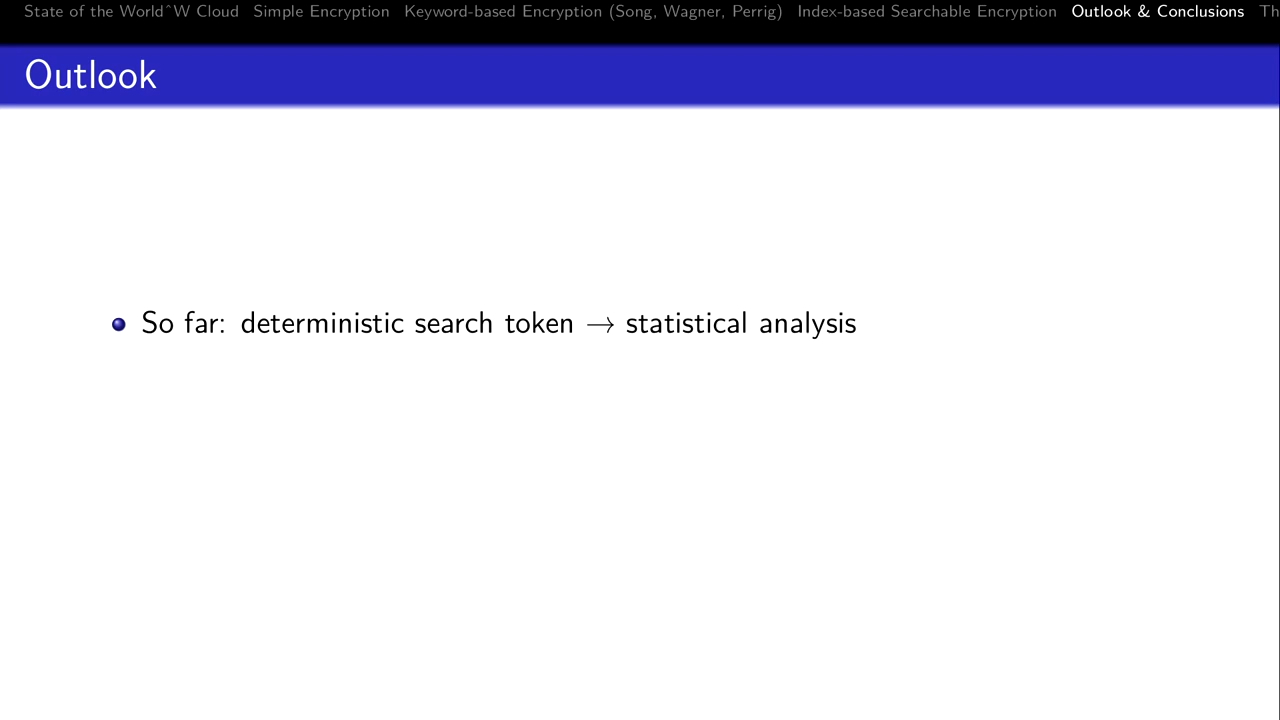 State of the World^W Cloud Simple Encryption Keyword-based Encryption (Song, Wagner, Perrig) Index-based Searchable Encryption Outlook & Conclusions Th
Outlook
So far: deterministic search token → statistical analysis